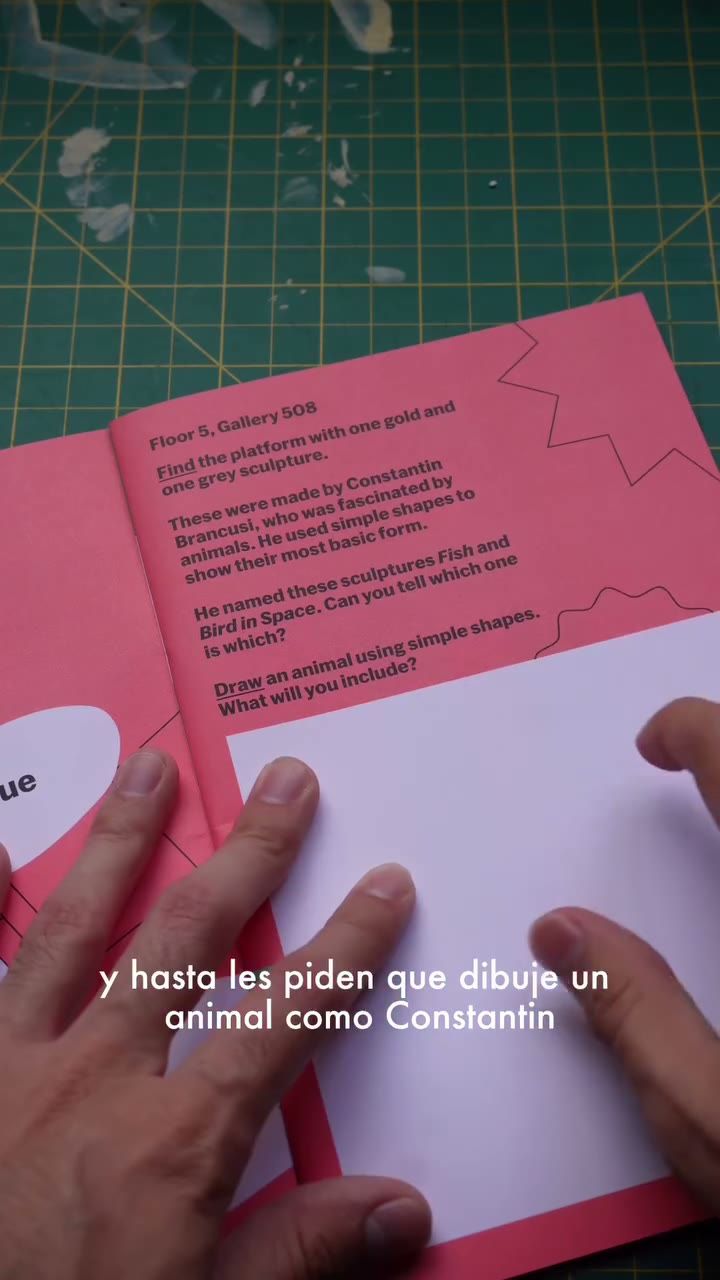 Floor 5, Gallery 508
Find the platform with one gold and
one grey sculpture.
These were made by Constantin
Brancusi, who was fascinated by
animals. He used simple shapes to
show their most basic form.
He named these sculptures Fish and
Bird in Space. Can you tell which one
is which?
Draw an animal using simple shapes.
What will you include?
ue
y hasta les piden que dibuje un
animal como Constantin